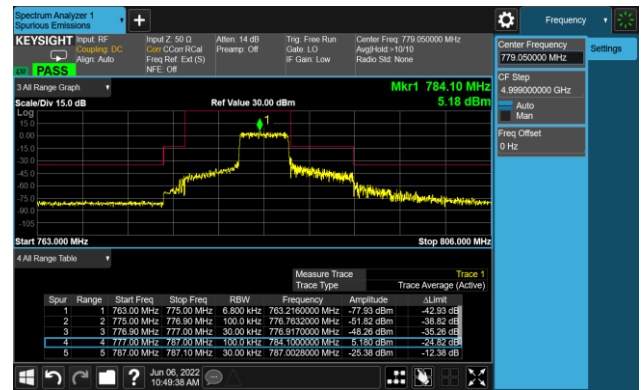 Spectrum Analyzer 1
Spurious Emissions
Frequency
KEYSIGHT Input: RF Input Z: 50 Ω Atten: 14 dB Trig: Free Run Center Freq: 779.050000 MHz
Coupling: DC Corr CCorr RCal Preamp: Off Gate: LO Avg|Hold:>10/10
Align: Auto Freq Ref: Ext (S) IF Gain: Low Radio Std: None
NFE: Off
PASS
Center Frequency
779.050000 MHz
Settings
CF Step
4.999000000 GHz
Auto
Man
Freq Offset
0 Hz
3 All Range Graph
Mkr1 784.10 MHz
Scale/Div 15.0 dB Ref Value 30.00 dBm 5.18 dBm
Log
15.0
0.00
-15.0
-30.0
-45.0
-60.0
-75.0
-90.0
-105
1
Start 763.000 MHz Stop 806.000 MHz
4 All Range Table
Measure Trace Trace 1
Trace Type Trace Average (Active)
Spur Range Start Freq Stop Freq RBW Frequency Amplitude ΔLimit
1 1 763.00 MHz 775.00 MHz 6.800 kHz 763.2160000 MHz -77.93 dBm -42.93 dB
2 2 775.00 MHz 776.90 MHz 100.0 kHz 776.7632000 MHz -51.82 dBm -38.82 dB
3 3 776.90 MHz 777.00 MHz 30.00 kHz 776.9170000 MHz -48.26 dBm -35.26 dB
4 4 777.00 MHz 787.00 MHz 100.0 kHz 784.1000000 MHz 5.180 dBm -24.82 dB
5 5 787.00 MHz 787.10 MHz 30.00 kHz 787.0028000 MHz -25.38 dBm -12.38 dB
Jun 06, 2022
10:49:38 AM